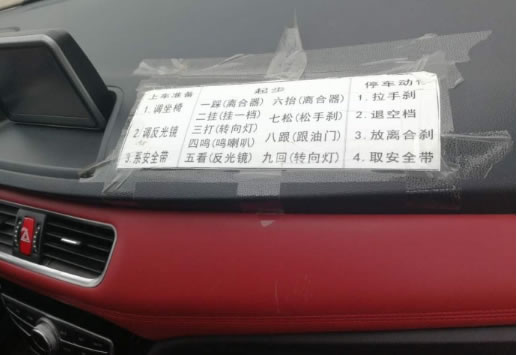 上车准备
1. 调坐椅
2. 调反光镜
3. 系安全带
起步
一踩(离合器) 六抬(离合器)
二挂(挂一档) 七松(松手刹)
三打(转向灯) 八跟(跟油门)
四鸣(鸣喇叭)
五看(反光镜) 九回(转向灯)
停车动作
1. 拉手刹
2. 退空档
3. 放离合刹
4. 取安全带